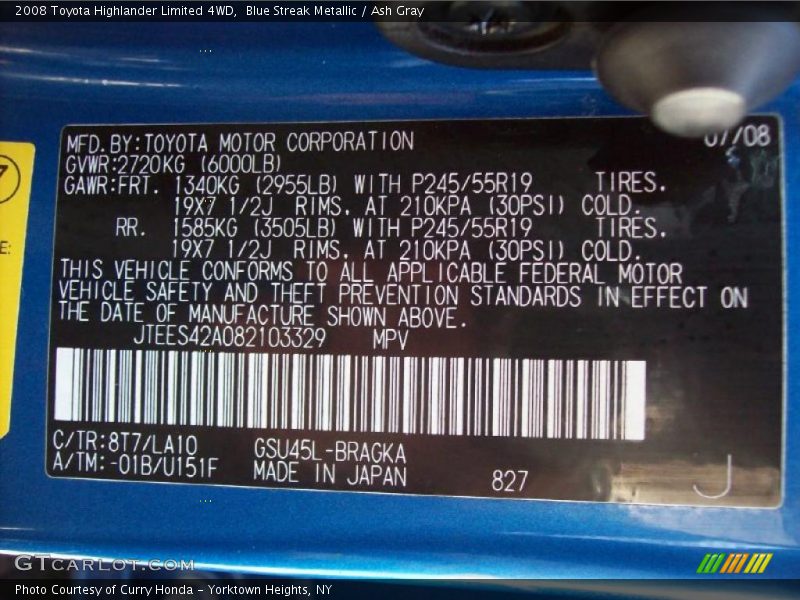 2008 Toyota Highlander Limited 4WD, Blue Streak Metallic / Ash Gray
MFD. BY: TOYOTA MOTOR CORPORATION 07/08
GVWR: 2720KG (6000LB)
GAWR: FRT. 1340KG (2955LB) WITH P245/55R19 TIRES.
19X7 1/2J RIMS, AT 210KPA (30PSI) COLD.
RR. 1585KG (3505LB) WITH P245/55R19 TIRES.
19X7 1/2J RIMS, AT 210KPA (30PSI) COLD.
THIS VEHICLE CONFORMS TO ALL APPLICABLE FEDERAL MOTOR
VEHICLE SAFETY AND THEFT PREVENTION STANDARDS IN EFFECT ON
THE DATE OF MANUFACTURE SHOWN ABOVE.
JTEES42A082103329 MPV
C/TR: 8T7/LA10 GSU45L-BRAGKA
A/TM: -01B/U151F MADE IN JAPAN 827 J
7
E:
GTCARLOT.COM
Photo Courtesy of Curry Honda - Yorktown Heights, NY